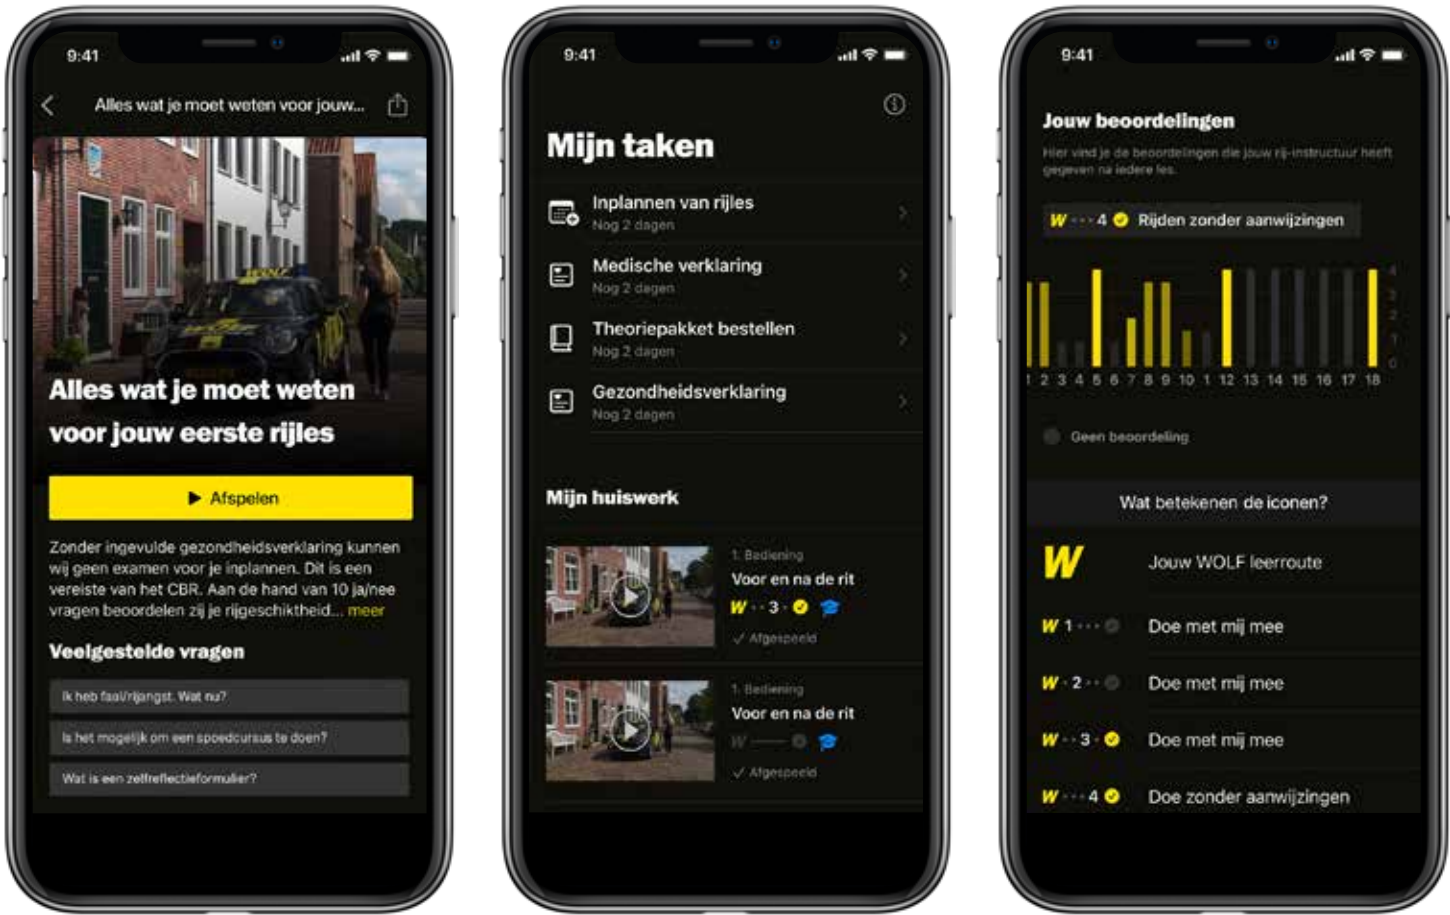 9:41
Alles wat je moet weten voor jouw...
WOLF
Alles wat je moet weten
voor jouw eerste rijles
Afspelen
Zonder ingevulde gezondheidsverklaring kunnen
wij geen examen voor je inplannen. Dit is een
vereiste van het CBR. Aan de hand van 10 ja/nee
vragen beoordelen zij je rijgeschiktheid... meer
Veelgestelde vragen
Ik heb faal/rijangst. Wat nu?
Is het mogelijk om een spoedcursus te doen?
Wat is een zelfreflectieformulier?
9:41
Mijn taken
Inplannen van rijles
Nog 2 dagen
Medische verklaring
Nog 2 dagen
Theoriepakket bestellen
Nog 2 dagen
Gezondheidsverklaring
Nog 2 dagen
Mijn huiswerk
1. Bediening
Voor en na de rit
W 3
Afgespeeld
1. Bediening
Voor en na de rit
W
Afgespeeld
9:41
Jouw beoordelingen
Hier vind je de beoordelingen die jouw rij-instructuur heeft
gegeven na iedere les.
W 4 Rijden zonder aanwijzingen
4
3
2
1
0
1 2 3 4 5 6 7 8 9 10 1 12 13 14 15 16 17 18
Geen beoordeling
Wat betekenen de iconen?
W Jouw WOLF leerroute
W 1 Doe met mij mee
W 2 Doe met mij mee
W 3 Doe met mij mee
W 4 Doe zonder aanwijzingen